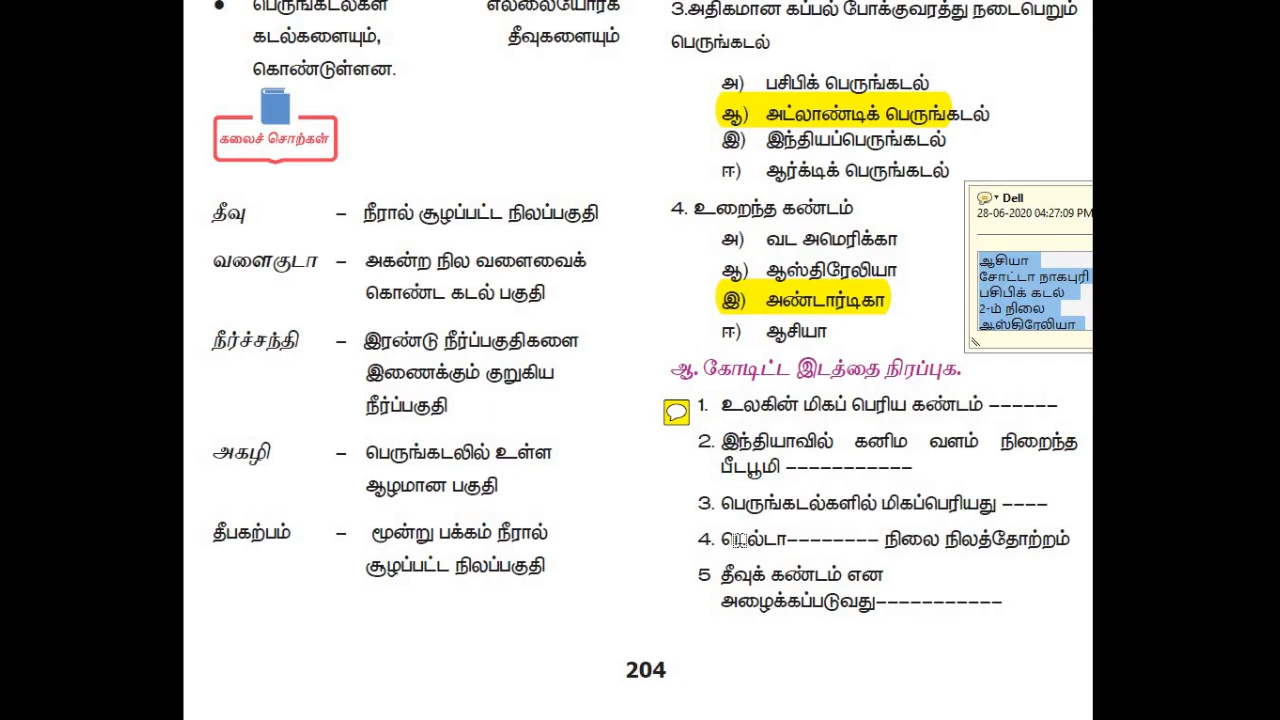 பெருங்கடல்கள் எல்லையோரக்
கடல்களையும், தீவுகளையும்
கொண்டுள்ளன.
கலைச் சொற்கள்
தீவு – நீரால் சூழப்பட்ட நிலப்பகுதி
வளைகுடா – அகன்ற நில வளைவைக்
கொண்ட கடல் பகுதி
நீர்ச்சந்தி – இரண்டு நீர்ப்பகுதிகளை
இணைக்கும் குறுகிய
நீர்ப்பகுதி
அகழி – பெருங்கடலில் உள்ள
ஆழமான பகுதி
தீபகற்பம் – மூன்று பக்கம் நீரால்
சூழப்பட்ட நிலப்பகுதி
3.அதிகமான கப்பல் போக்குவரத்து நடைபெறும்
பெருங்கடல்
அ) பசிபிக் பெருங்கடல்
ஆ) அட்லாண்டிக் பெருங்கடல்
இ) இந்தியப்பெருங்கடல்
ஈ) ஆர்க்டிக் பெருங்கடல்
4. உறைந்த கண்டம்
அ) வட அமெரிக்கா
ஆ) ஆஸ்திரேலியா
இ) அண்டார்டிகா
ஈ) ஆசியா
Dell
28-06-2020 04:27:09 PM
ஆசியா
சோட்டா நாகபுரி
பசிபிக் கடல்
2-ம் நிலை
ஆஸ்திரேலியா
ஆ. கோடிட்ட இடத்தை நிரப்புக.
1. உலகின் மிகப் பெரிய கண்டம் ------
2. இந்தியாவில் கனிம வளம் நிறைந்த
பீடபூமி -----------
3. பெருங்கடல்களில் மிகப்பெரியது ----
4. டெல்டா-------- நிலை நிலத்தோற்றம்
5 தீவுக் கண்டம் என
அழைக்கப்படுவது-----------
204